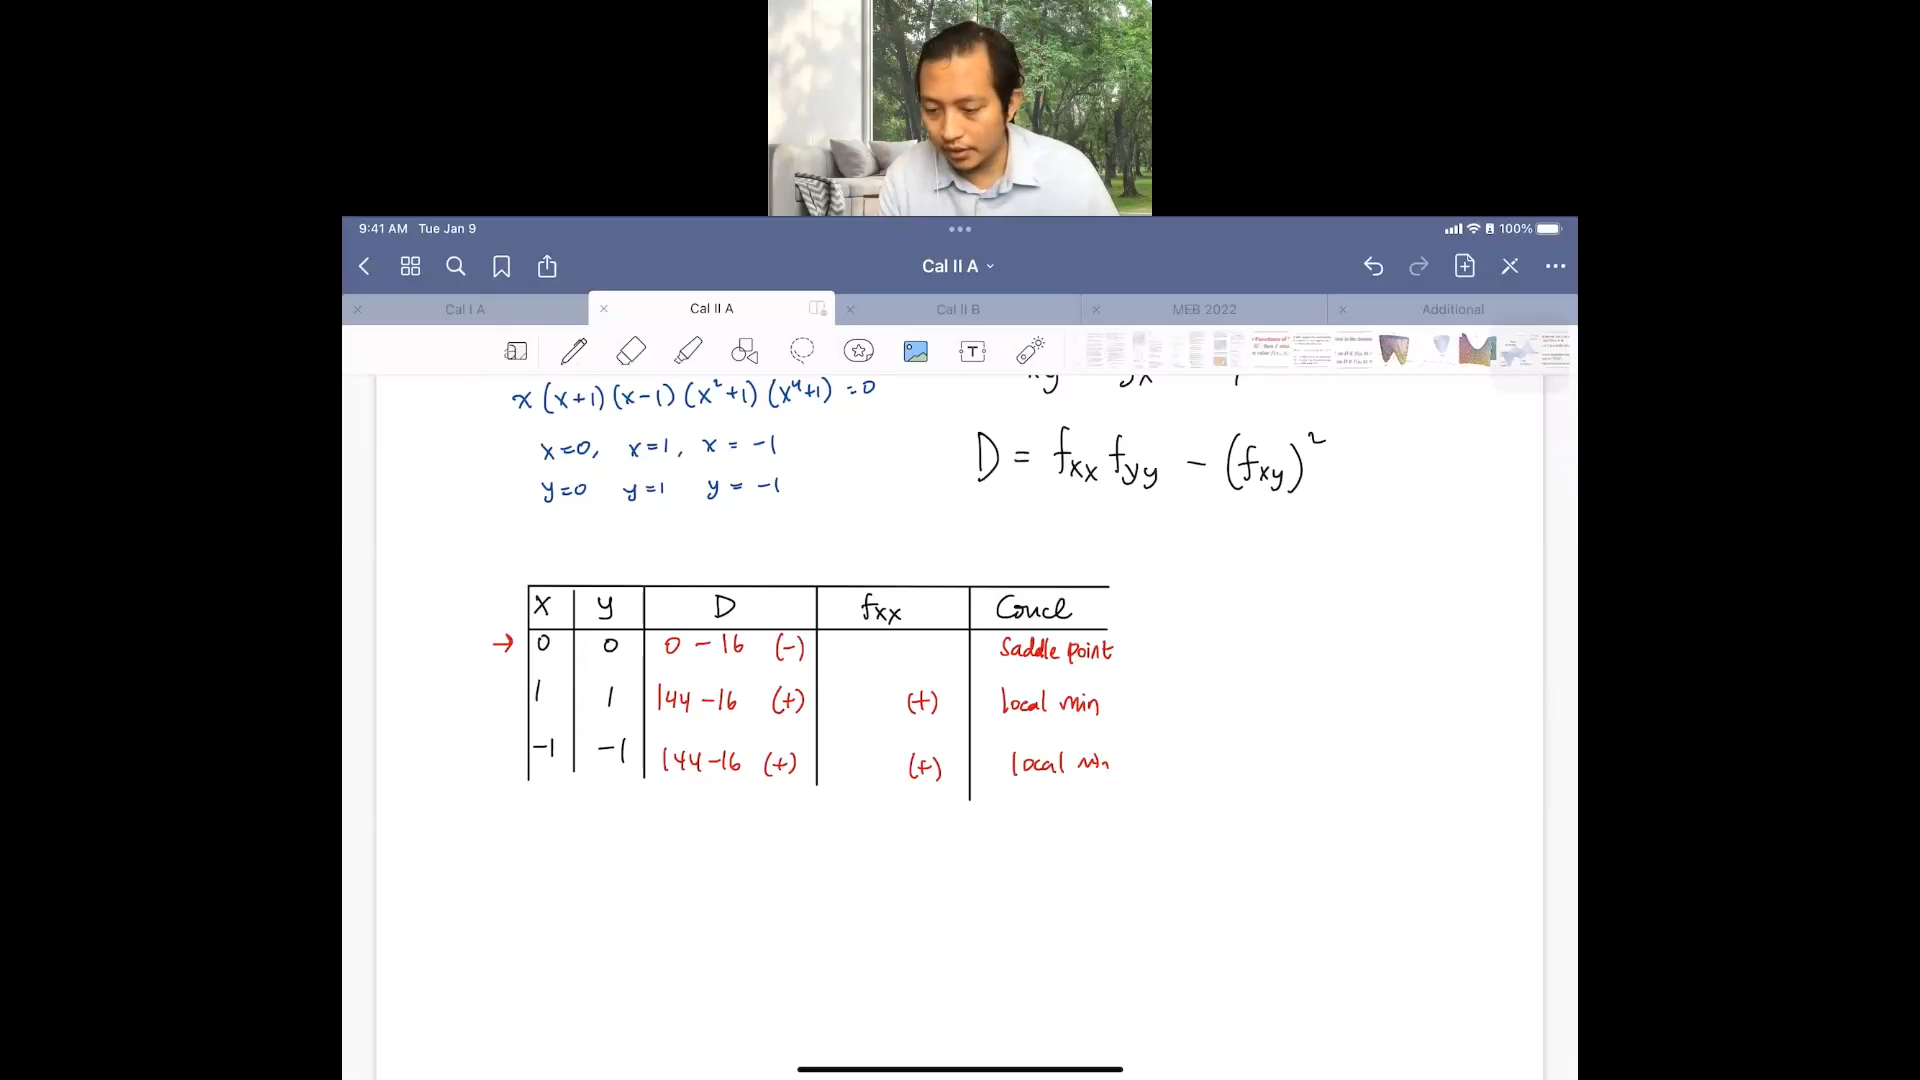 9:41 AM Tue Jan 9
100%
Cal II A
Cal I A
Cal II A
Cal II B
MEB 2022
Additional
x(x+1)(x-1)(x²+1)(x⁴+1) = 0
x=0, x=1, x = -1
y=0 y=1 y = -1
D = fxx fyy - (fxy)²
x y D fxx Concl
→ 0 0 0 - 16 (-) Saddle point
1 1 144 - 16 (+) (+) local min
-1 -1 144 - 16 (+) (+) local min